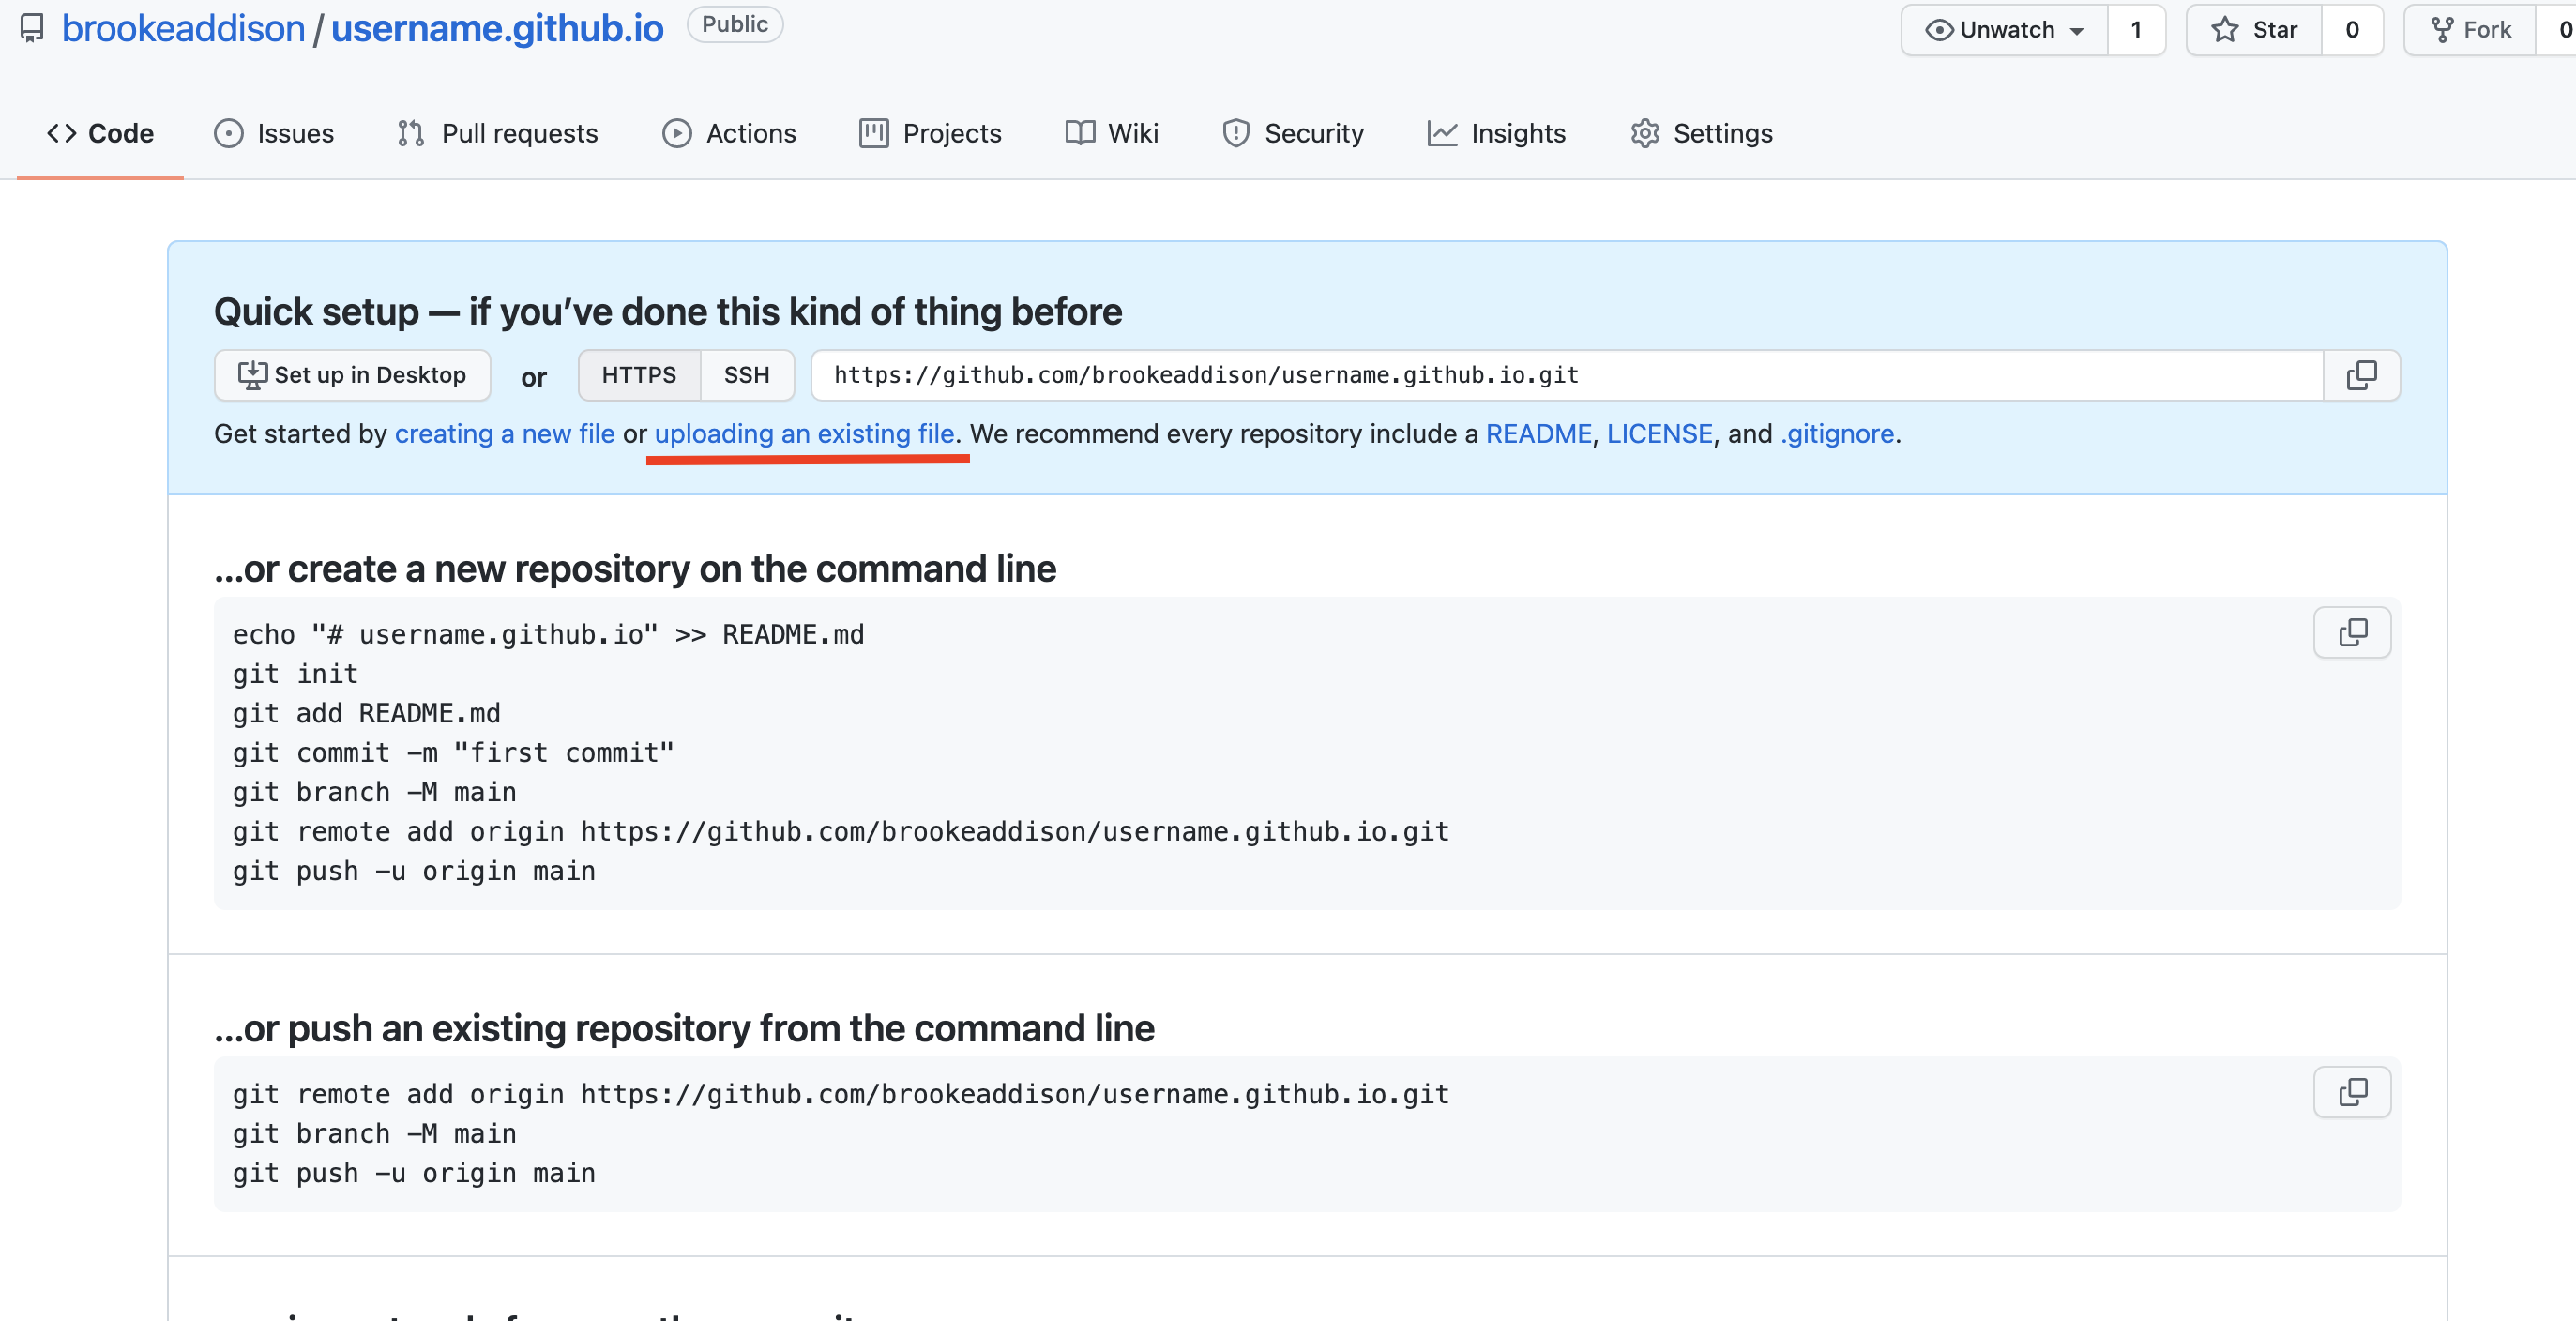 brookeaddison / username.github.io Public
Unwatch 1 Star 0 Fork 0
Code Issues Pull requests Actions Projects Wiki Security Insights Settings
Quick setup — if you’ve done this kind of thing before
Set up in Desktop or HTTPS SSH https://github.com/brookeaddison/username.github.io.git
Get started by creating a new file or uploading an existing file. We recommend every repository include a README, LICENSE, and .gitignore.
...or create a new repository on the command line
echo "# username.github.io" >> README.md
git init
git add README.md
git commit -m "first commit"
git branch -M main
git remote add origin https://github.com/brookeaddison/username.github.io.git
git push -u origin main
...or push an existing repository from the command line
git remote add origin https://github.com/brookeaddison/username.github.io.git
git branch -M main
git push -u origin main